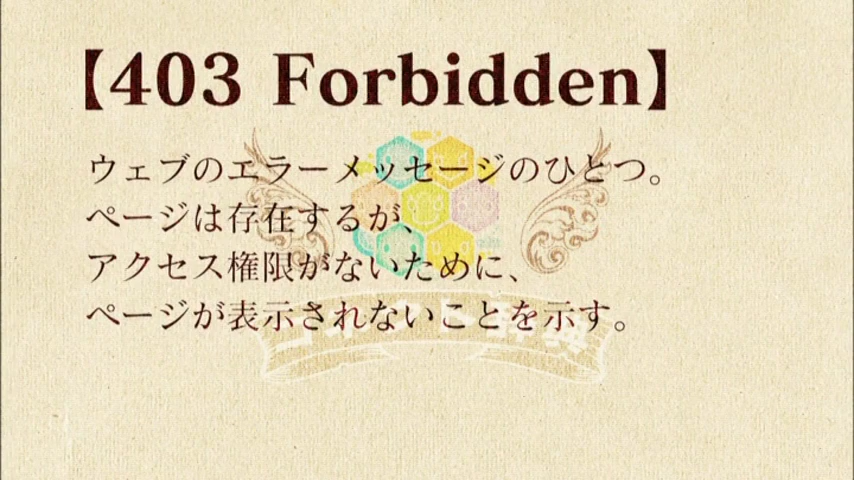 【403 Forbidden】
ウェブのエラーメッセージのひとつ。
ページは存在するが、
アクセス権限がないために、
ページが表示されないことを示す。